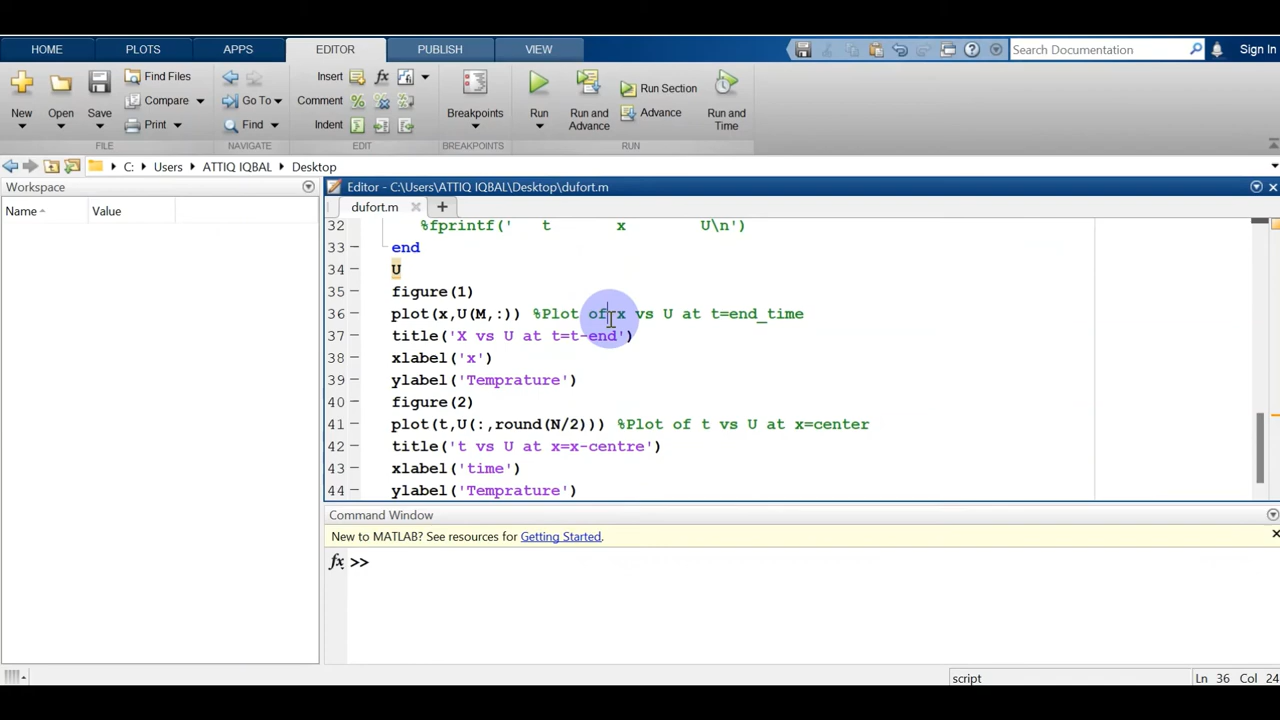 HOME PLOTS APPS EDITOR PUBLISH VIEW Search Documentation Sign In
New Open Save Find Files Compare Print Go To Find Insert fx Comment Indent Breakpoints Run Run and Advance Run Section Advance Run and Time
FILE NAVIGATE EDIT BREAKPOINTS RUN
C: Users ATTIQ IQBAL Desktop
Workspace
Name Value
Editor - C:\Users\ATTIQ IQBAL\Desktop\dufort.m
dufort.m
32 %fprintf(' t x U\n')
33 end
34 U
35 figure(1)
36 plot(x,U(M,:)) %Plot of x vs U at t=end_time
37 title('X vs U at t=t-end')
38 xlabel('x')
39 ylabel('Temprature')
40 figure(2)
41 plot(t,U(:,round(N/2))) %Plot of t vs U at x=center
42 title('t vs U at x=x-centre')
43 xlabel('time')
44 ylabel('Temprature')
Command Window
New to MATLAB? See resources for Getting Started.
fx >>
script Ln 36 Col 24